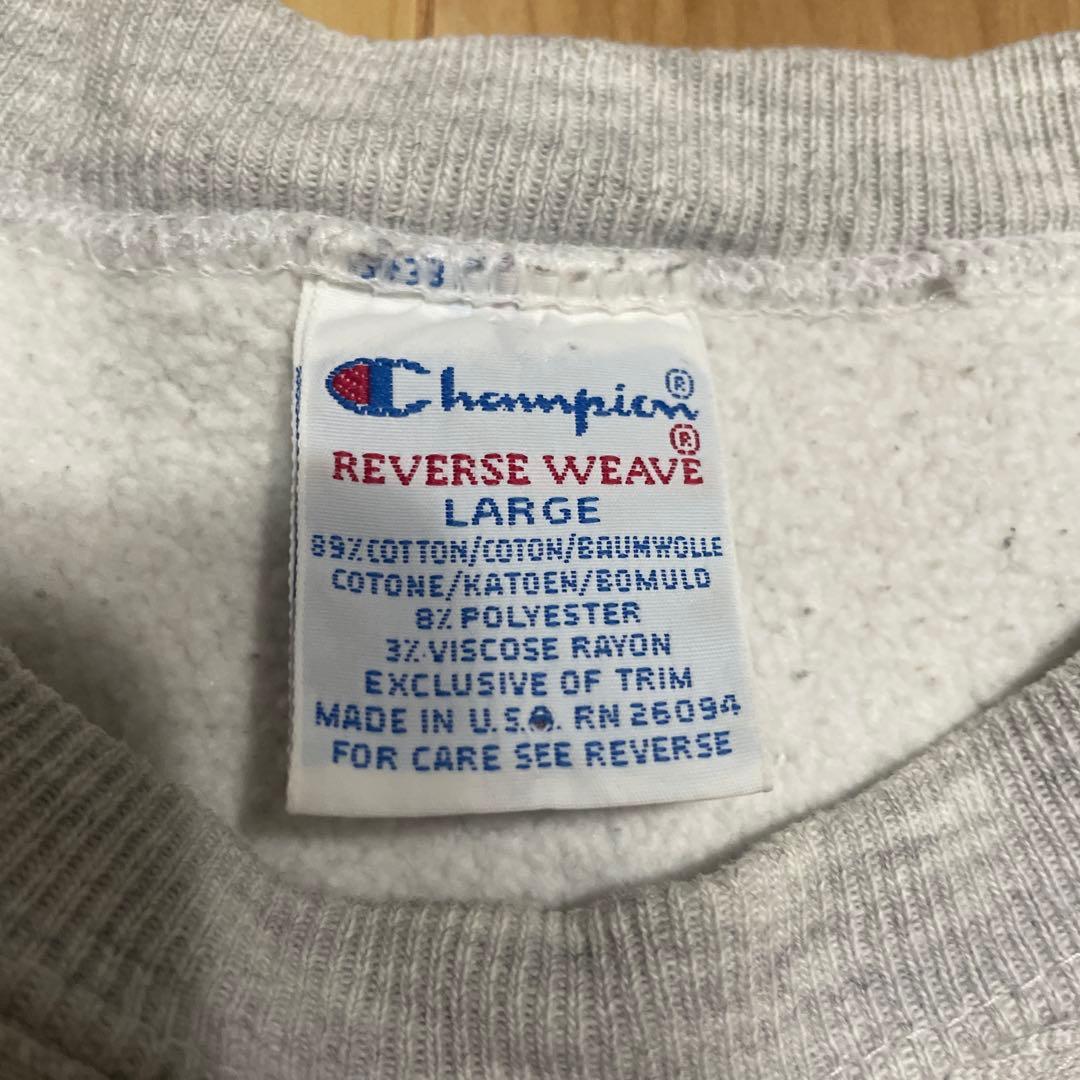 Champion®
REVERSE WEAVE®
LARGE
89% COTTON/COTON/BAUMWOLLE
COTONE/KATOEN/BOMULD
8% POLYESTER
3% VISCOSE RAYON
EXCLUSIVE OF TRIM
MADE IN U.S.A. RN 26094
FOR CARE SEE REVERSE